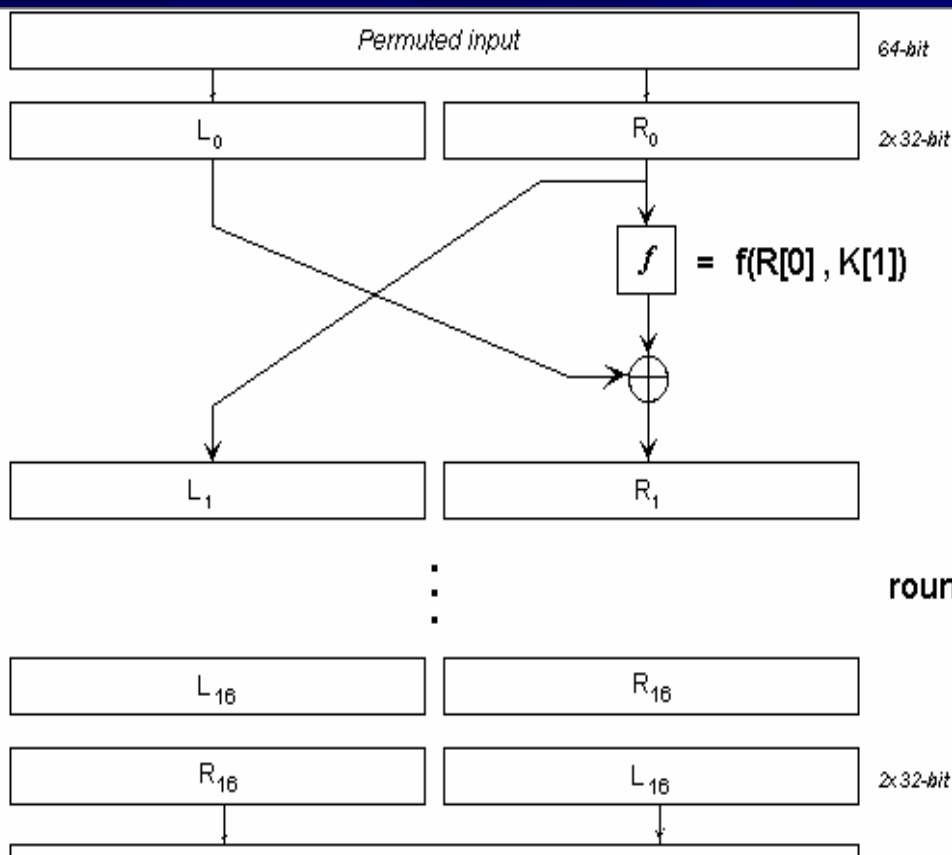 Permuted input
64-bit
L₀ R₀
2x32-bit
f = f(R[0] , K[1])
L₁ R₁
L₁₆ R₁₆
R₁₆ L₁₆
2x32-bit